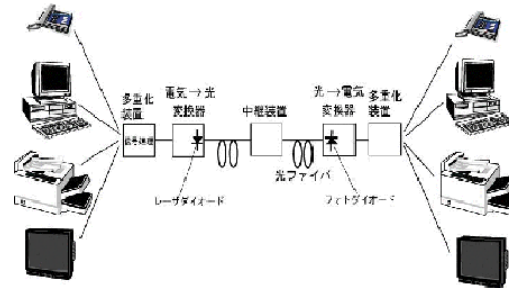 多重化
装置
信号処理
電気→光
変換器
中継装置
光→電気
変換器
多重化
装置
光ファイバ
レーザダイオード
フォトダイオード